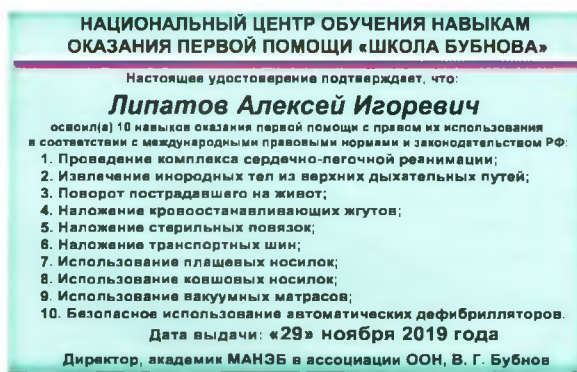 НАЦИОНАЛЬНЫЙ ЦЕНТР ОБУЧЕНИЯ НАВЫКАМ
ОКАЗАНИЯ ПЕРВОЙ ПОМОЩИ «ШКОЛА БУБНОВА»
Настоящее удостоверение подтверждает, что:
Липатов Алексей Игоревич
освоил(а) 10 навыков оказания первой помощи с правом их использования
в соответствии с международными правовыми нормами и законодательством РФ:
1. Проведение комплекса сердечно-легочной реанимации;
2. Извлечение инородных тел из верхних дыхательных путей;
3. Поворот пострадавшего на живот;
4. Наложение кровоостанавливающих жгутов;
5. Наложение стерильных повязок;
6. Наложение транспортных шин;
7. Использование плащевых носилок;
8. Использование ковшовых носилок;
9. Использование вакуумных матрасов;
10. Безопасное использование автоматических дефибрилляторов.
Дата выдачи: «29» ноября 2019 года
Директор, академик МАНЭБ в ассоциации ООН, В. Г. Бубнов